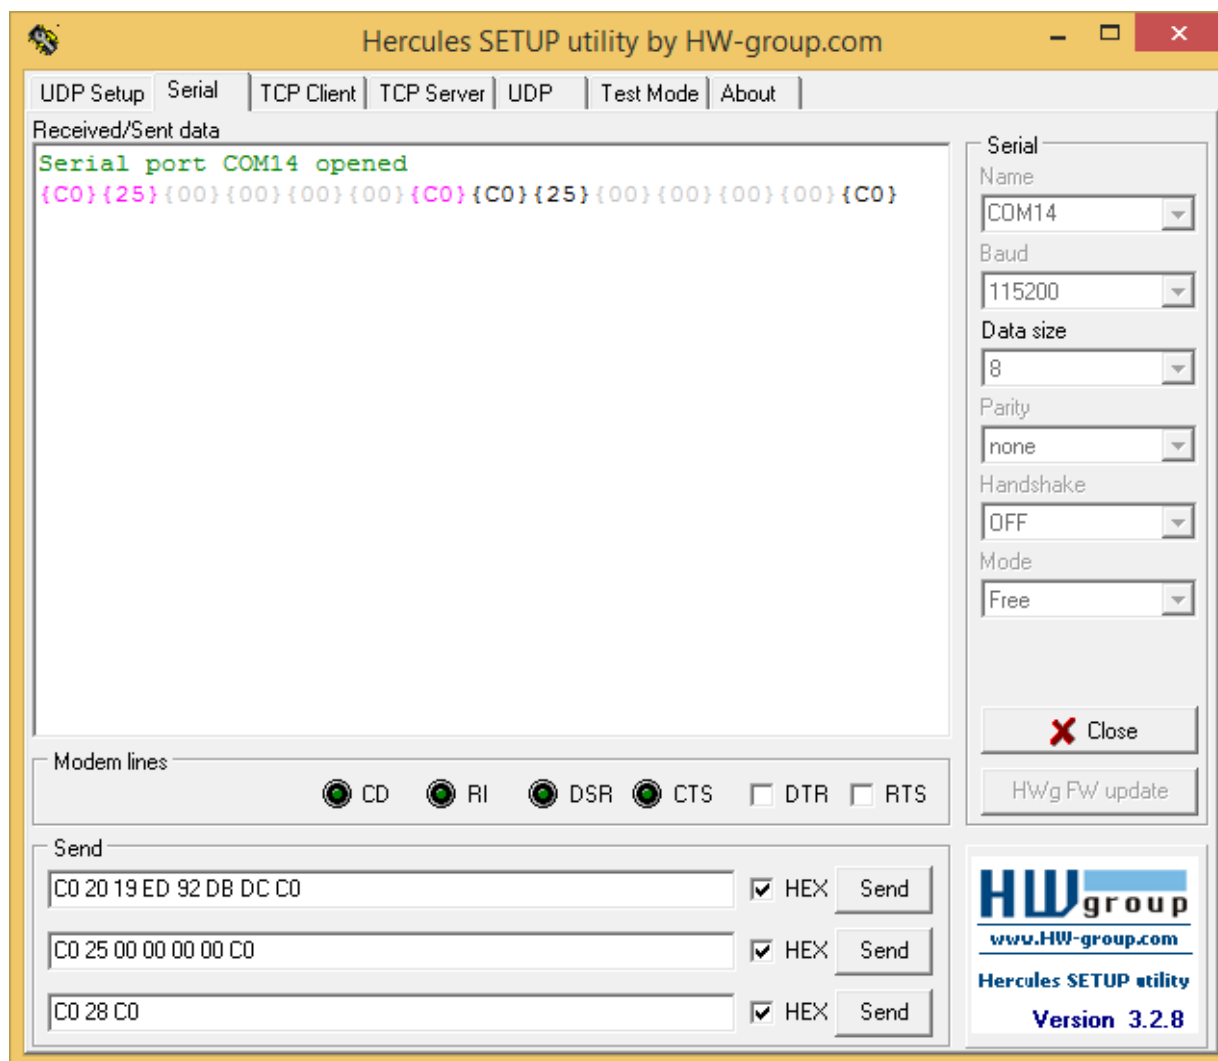 Hercules SETUP utility by HW-group.com
UDP Setup Serial TCP Client TCP Server UDP Test Mode About
Received/Sent data
Serial port COM14 opened
{C0}{25}{00}{00}{00}{00}{C0}{C0}{25}{00}{00}{00}{00}{C0}
Serial
Name
COM14
Baud
115200
Data size
8
Parity
none
Handshake
OFF
Mode
Free
Close
HWg FW update
Modem lines
CD RI DSR CTS DTR RTS
Send
C0 20 19 ED 92 DB DC C0 HEX Send
C0 25 00 00 00 00 C0 HEX Send
C0 28 C0 HEX Send
HW group
www.HW-group.com
Hercules SETUP utility
Version 3.2.8